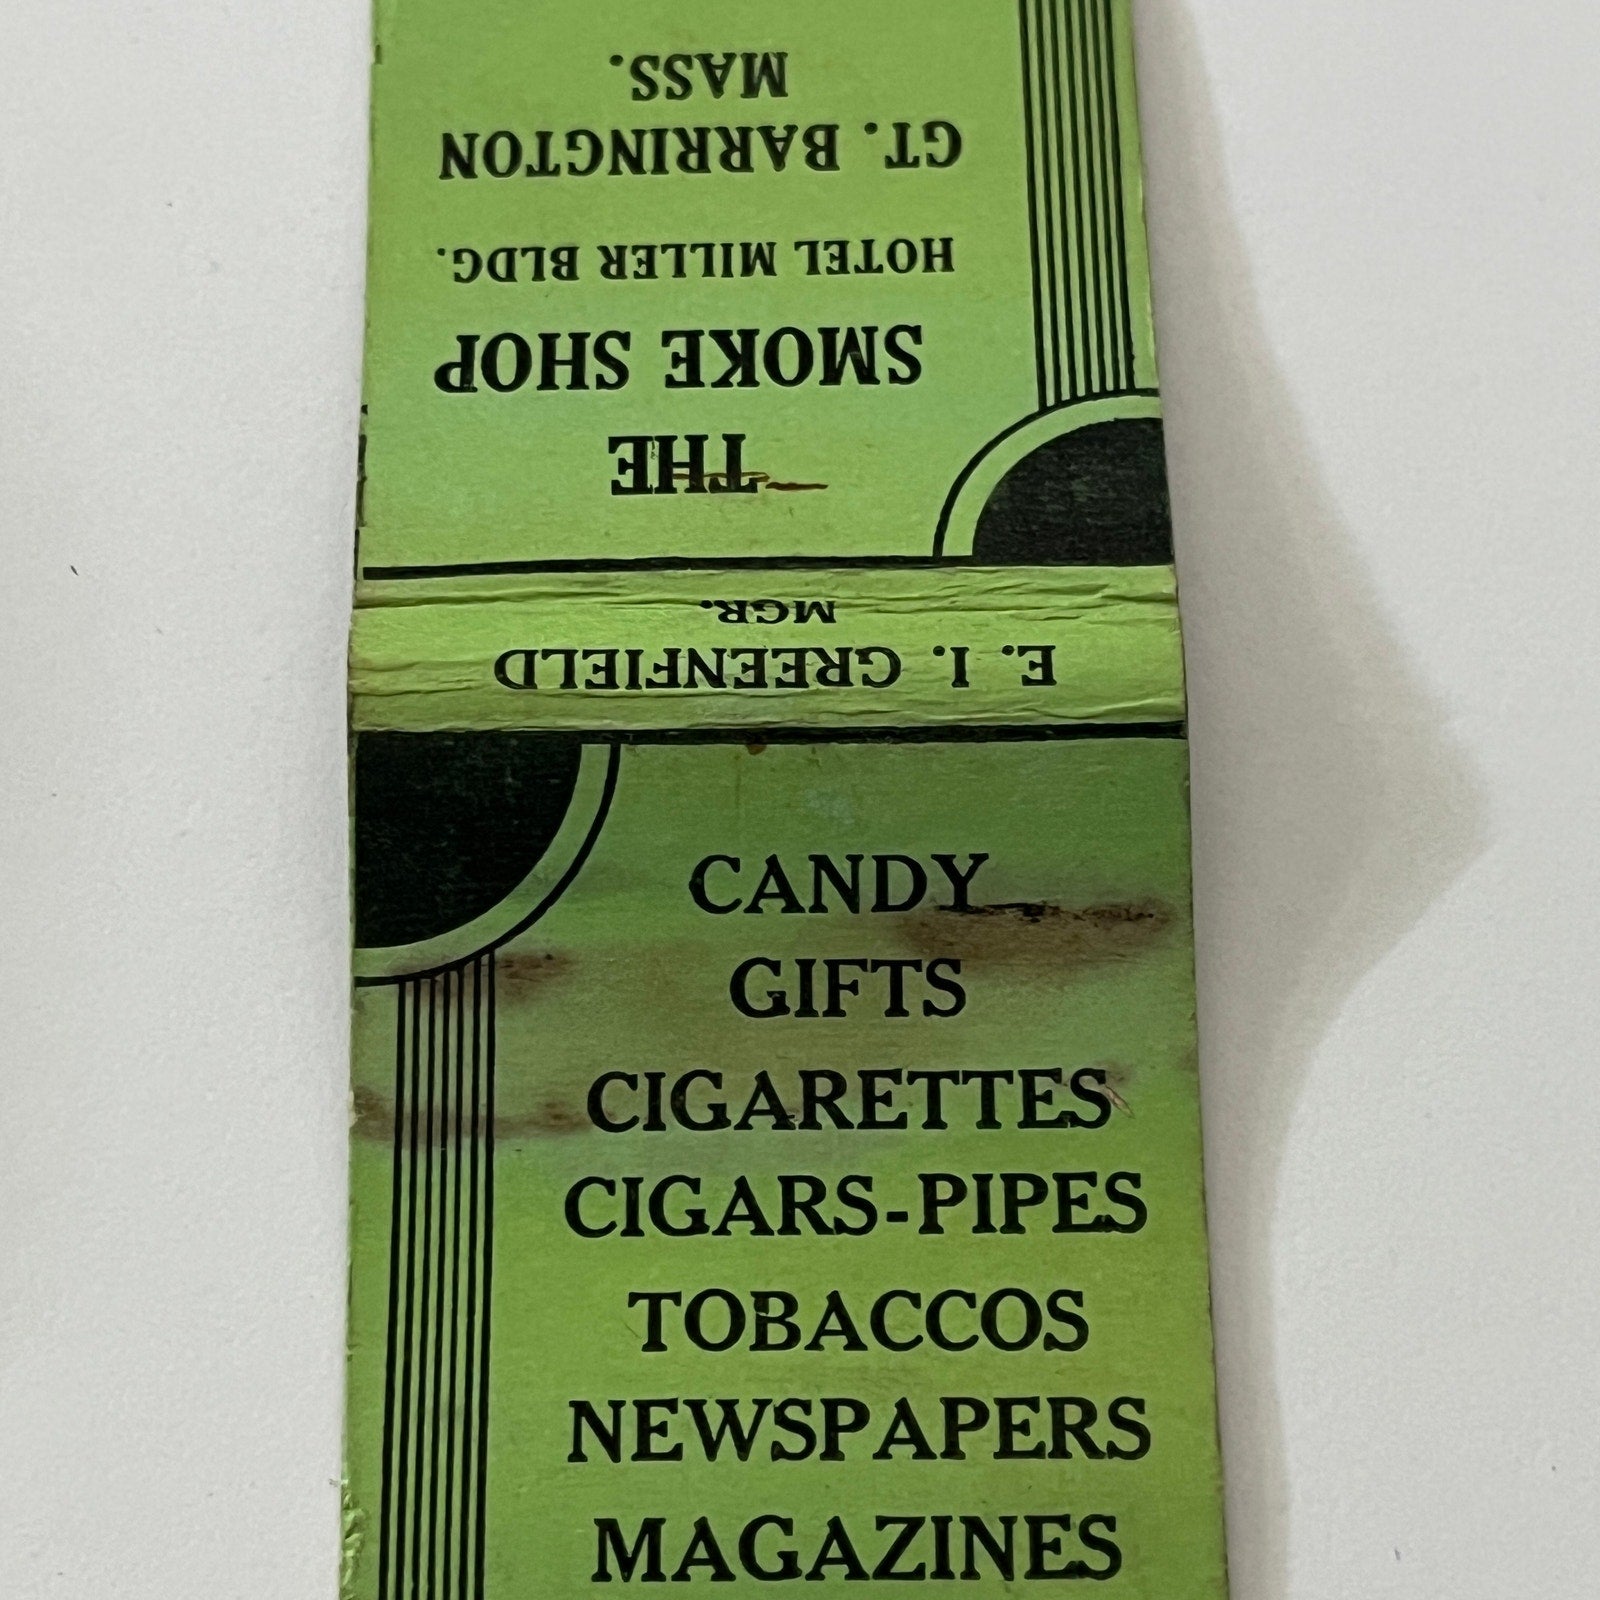 THE
SMOKE SHOP
HOTEL MILLER BLDG.
GT. BARRINGTON
MASS.
E. I. GREENFIELD
MGR.
CANDY
GIFTS
CIGARETTES
CIGARS-PIPES
TOBACCOS
NEWSPAPERS
MAGAZINES